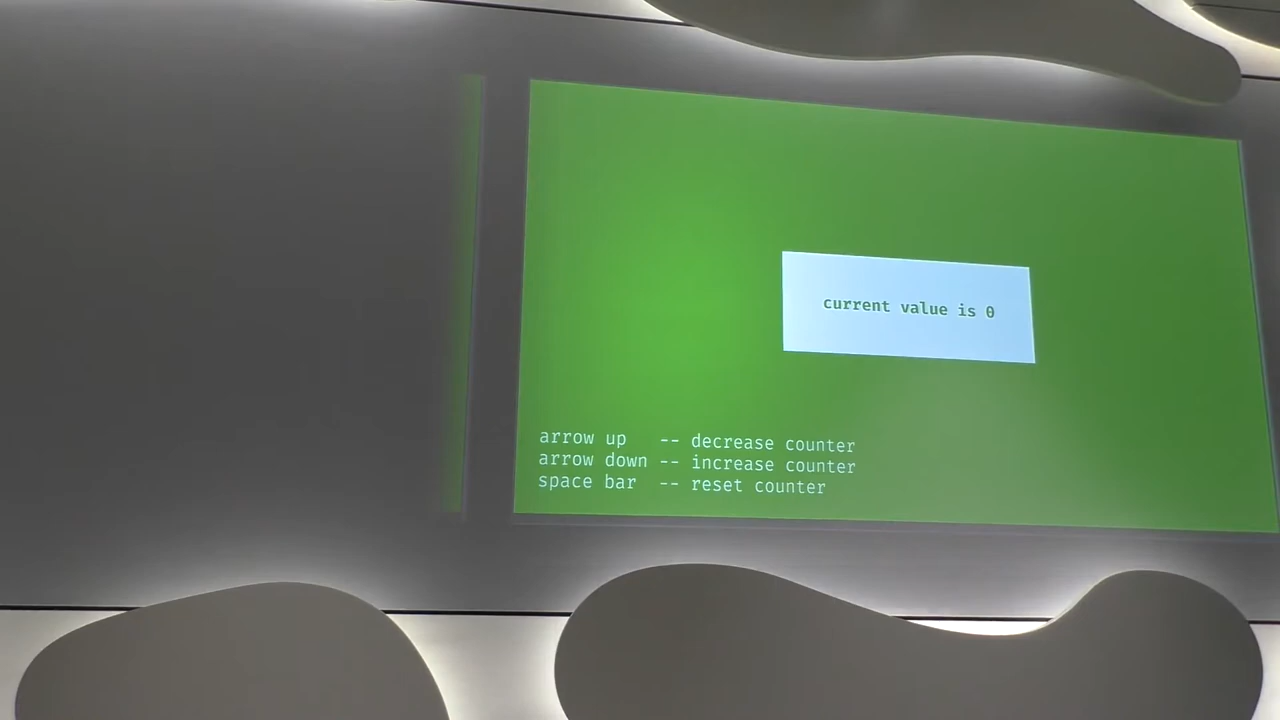 current value is 0
arrow up   -- decrease counter
arrow down -- increase counter
space bar  -- reset counter